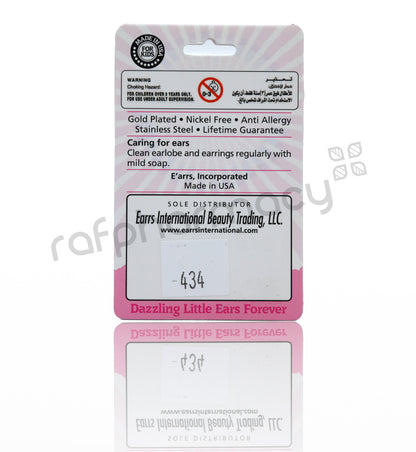 MADE IN USA
FOR KIDS
WARNING
Choking Hazard:
FOR CHILDREN OVER 3 YEARS ONLY.
FOR USE UNDER ADULT SUPERVISION.
0-3
تحذير
Gold Plated • Nickel Free • Anti Allergy
Stainless Steel • Lifetime Guarantee
Caring for ears
Clean earlobe and earrings regularly with
mild soap.
E'arrs, Incorporated
Made in USA
rafpharmacy
SOLE DISTRIBUTOR
Earrs International Beauty Trading, LLC.
www.earrsinternational.com
434
Dazzling Little Ears Forever